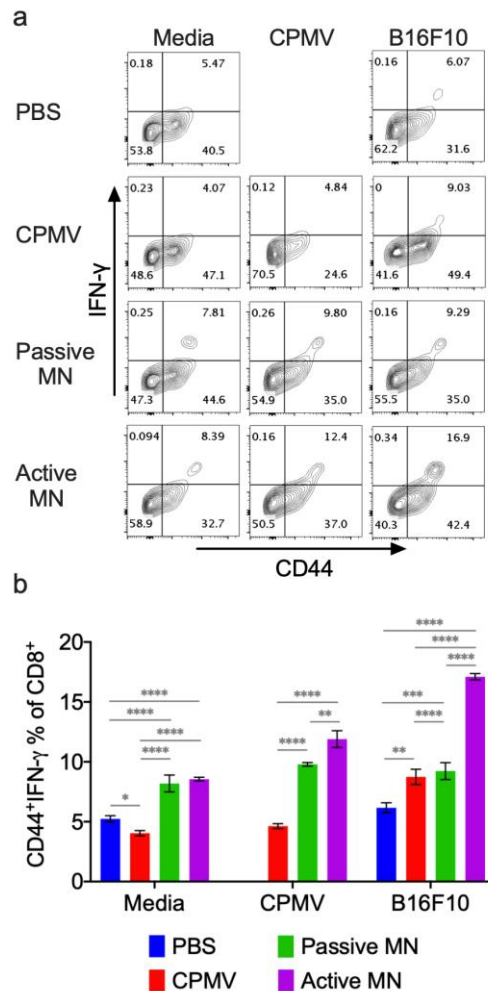 a
Media CPMV B16F10
PBS
0.18 5.47
53.8 40.5
0.16 6.07
62.2 31.6
CPMV
0.23 4.07
48.6 47.1
0.12 4.84
70.5 24.6
0 9.03
41.6 49.4
Passive
MN
0.25 7.81
47.3 44.6
0.26 9.80
54.9 35.0
0.16 9.29
55.5 35.0
Active
MN
0.094 8.39
58.9 32.7
0.16 12.4
50.5 37.0
0.34 16.9
40.3 42.4
IFN-γ
CD44
b
CD44⁺IFN-γ % of CD8⁺
20
15
10
5
0
****
****
****
****
*
****
**
****
****
****
****
***
****
**
Media CPMV B16F10
PBS Passive MN
CPMV Active MN